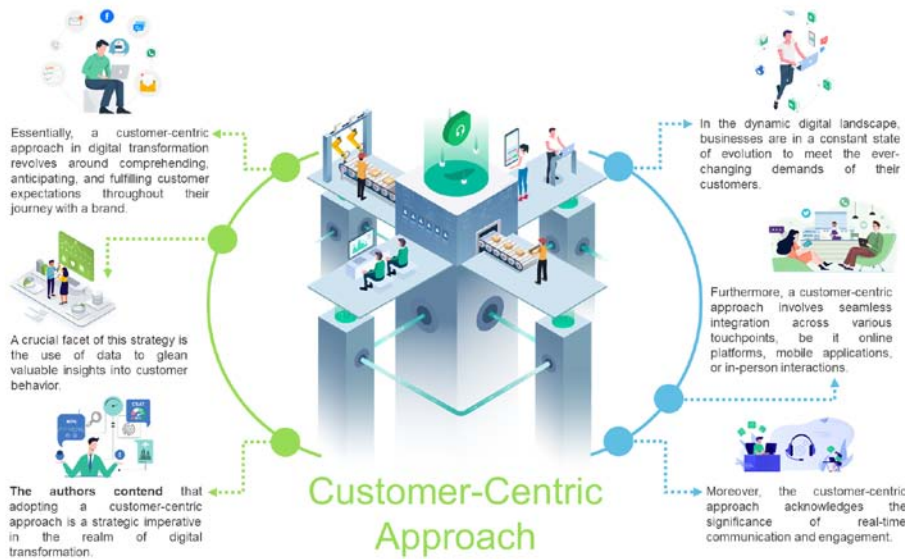 Essentially, a customer-centric
approach in digital transformation
revolves around comprehending,
anticipating, and fulfilling customer
expectations throughout their
journey with a brand.
A crucial facet of this strategy is
the use of data to glean
valuable insights into customer
behavior.
The authors contend that
adopting a customer-centric
approach is a strategic imperative
in the realm of digital
transformation.
Customer-Centric
Approach
In the dynamic digital landscape,
businesses are in a constant state
of evolution to meet the ever-
changing demands of their
customers.
Furthermore, a customer-centric
approach involves seamless
integration across various
touchpoints, be it online
platforms, mobile applications,
or in-person interactions.
Moreover, the customer-centric
approach acknowledges the
significance of real-time
communication and engagement.